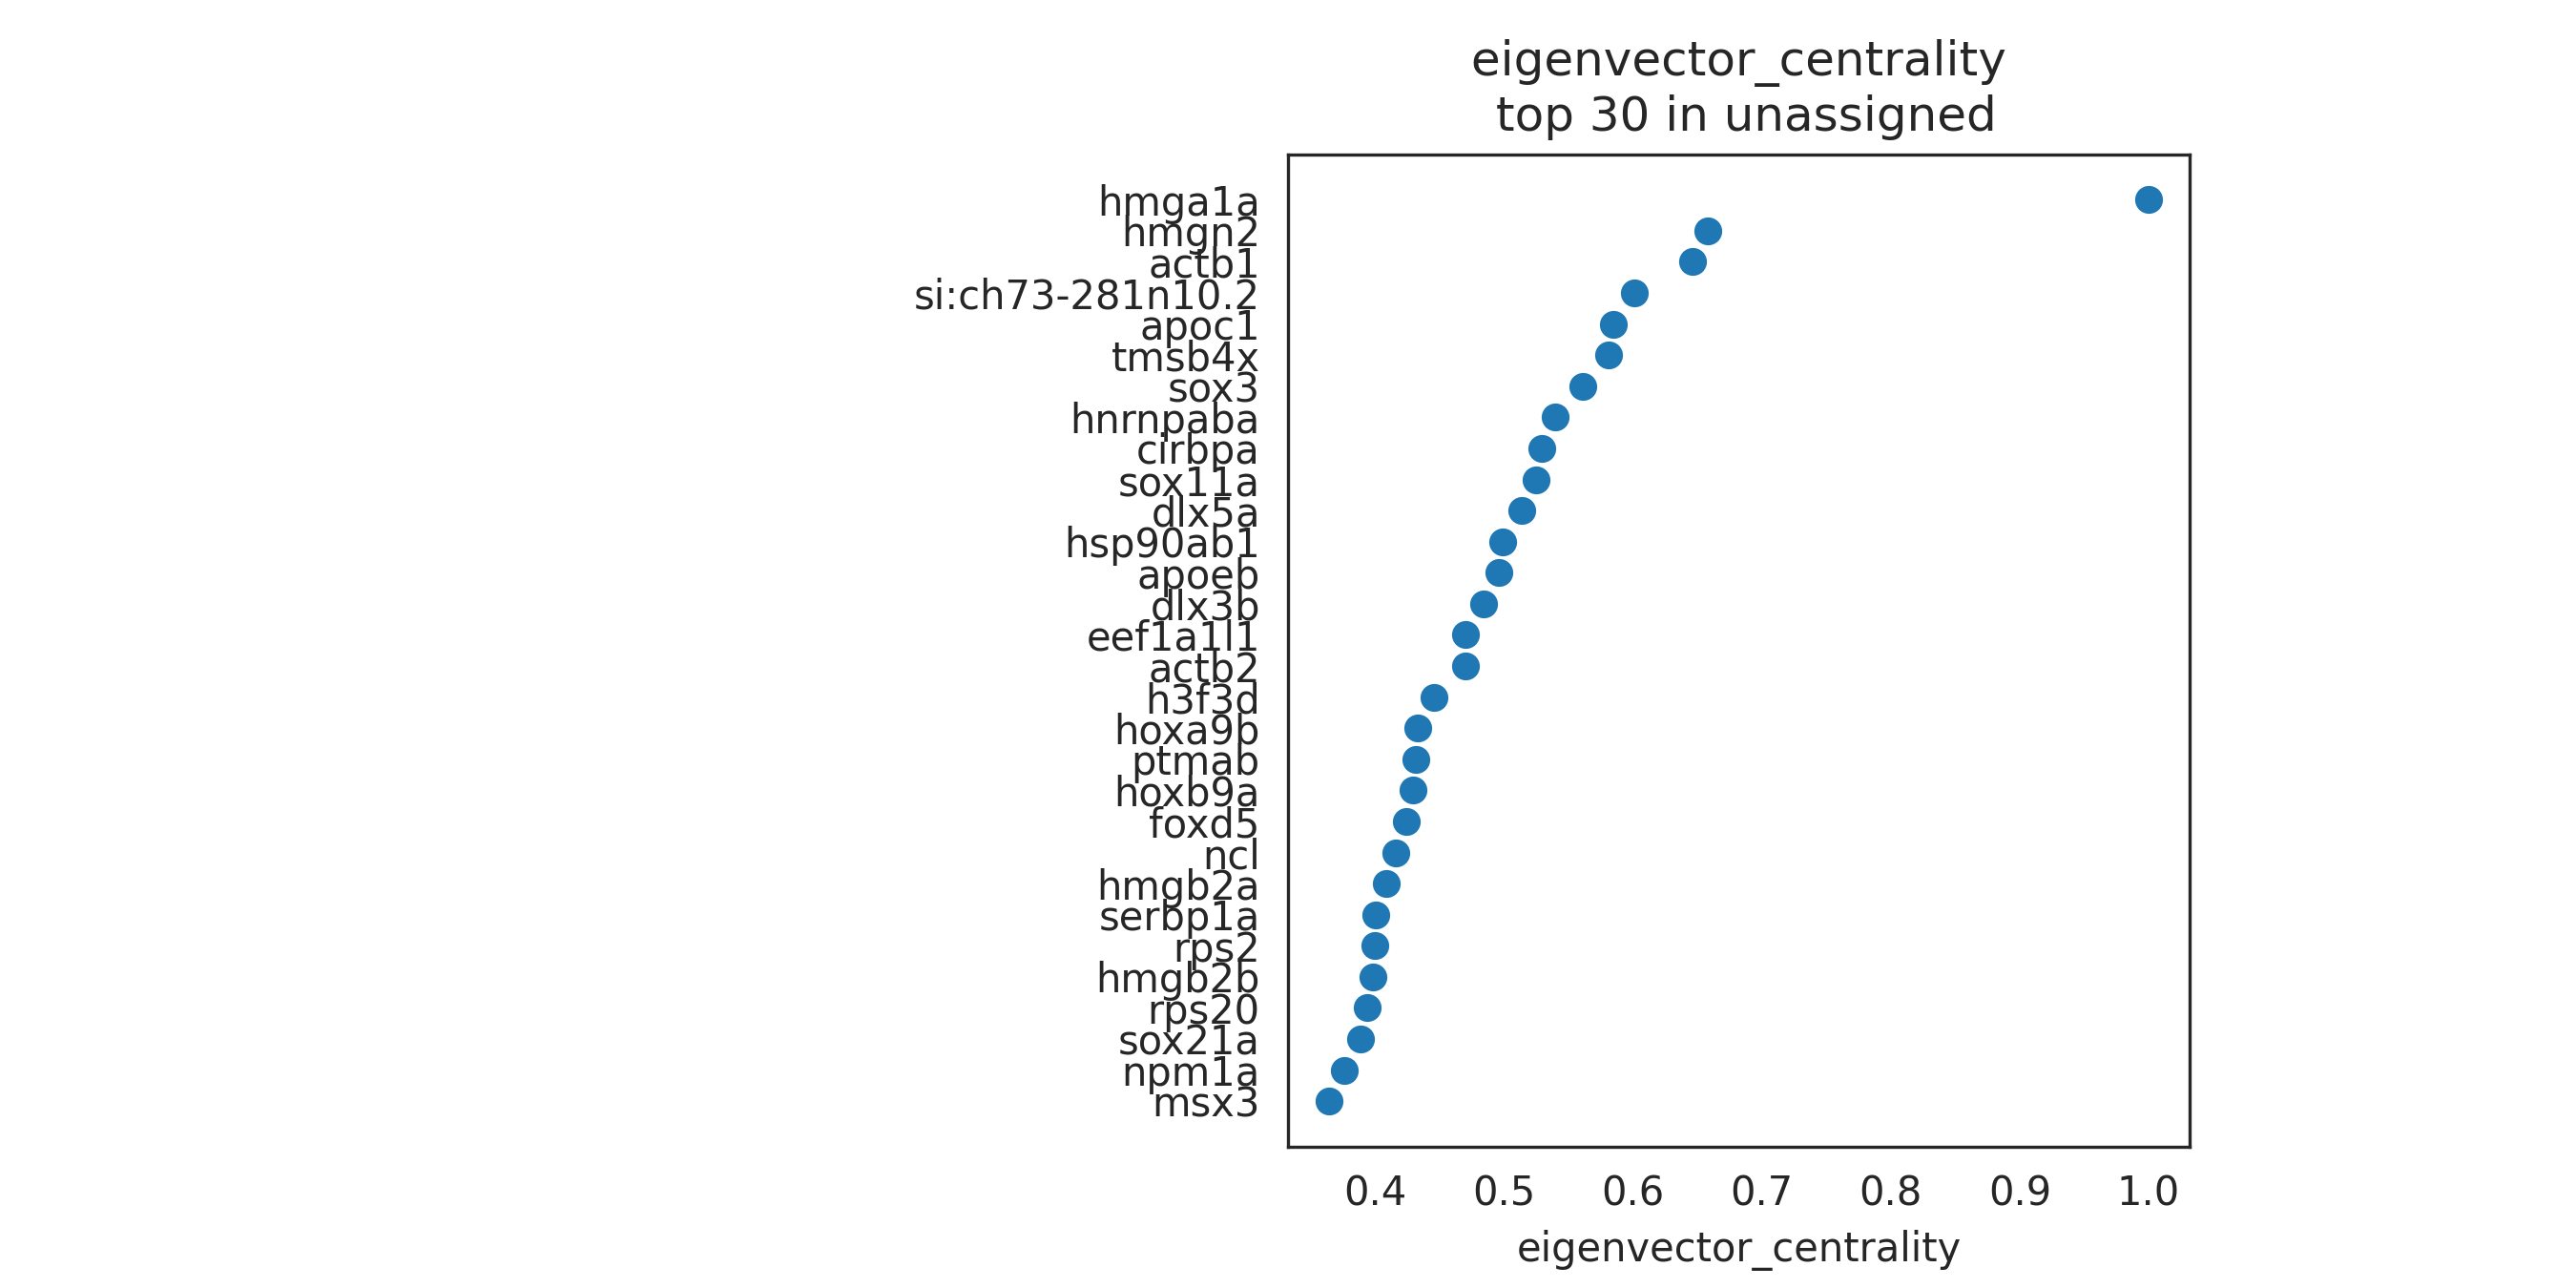 eigenvector_centrality
top 30 in unassigned
hmga1a
hmgn2
actb1
si:ch73-281n10.2
apoc1
tmsb4x
sox3
hnrnpaba
cirbpa
sox11a
dlx5a
hsp90ab1
apoeb
dlx3b
eef1a1l1
actb2
h3f3d
hoxa9b
ptmab
hoxb9a
foxd5
ncl
hmgb2a
serbp1a
rps2
hmgb2b
rps20
sox21a
npm1a
msx3
0.4 0.5 0.6 0.7 0.8 0.9 1.0
eigenvector_centrality